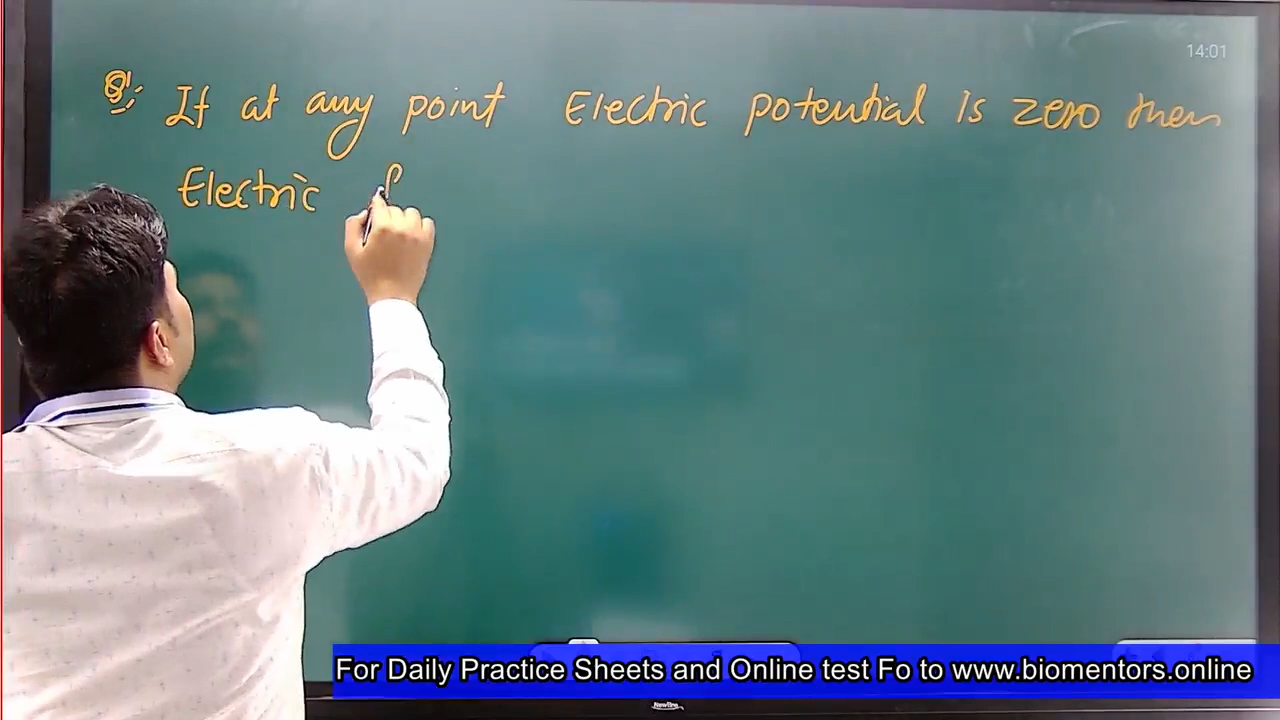 14:01
Q:- If at any point Electric potential is zero then
Electric f
For Daily Practice Sheets and Online test Fo to www.biomentors.online